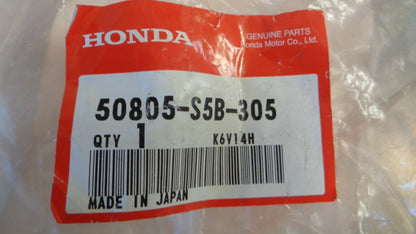 HONDA
GENUINE PARTS
Honda Motor Co., Ltd.
50805-S5B-305
QTY 1 K6V14H
MADE IN JAPAN